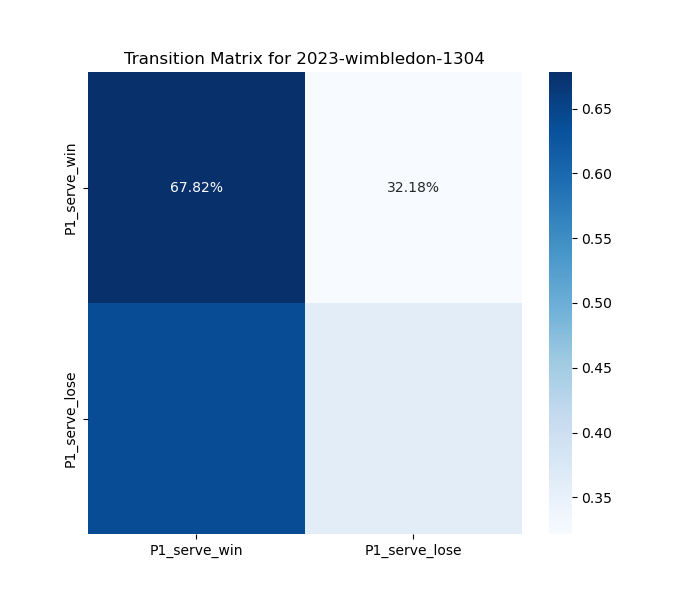 Transition Matrix for 2023-wimbledon-1304
P1_serve_win
67.82%
32.18%
P1_serve_lose
P1_serve_win
P1_serve_lose
0.65
0.60
0.55
0.50
0.45
0.40
0.35